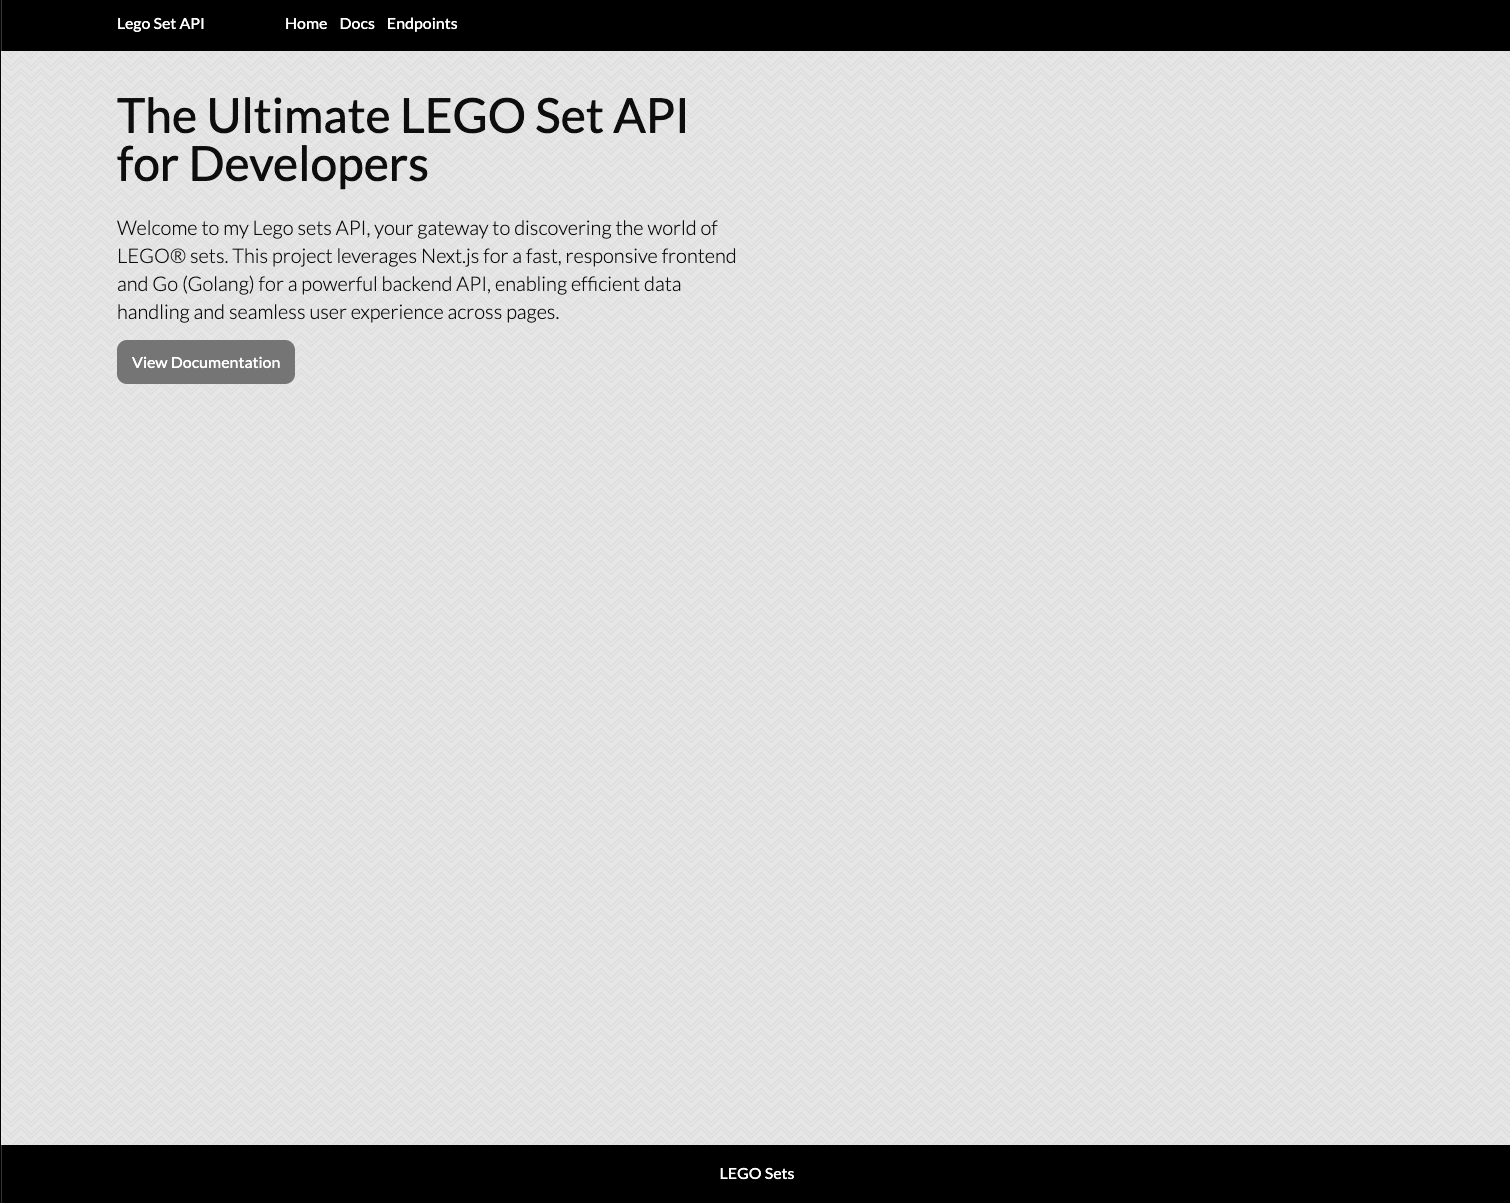 Lego Set API Home Docs Endpoints
The Ultimate LEGO Set API
for Developers
Welcome to my Lego sets API, your gateway to discovering the world of
LEGO® sets. This project leverages Next.js for a fast, responsive frontend
and Go (Golang) for a powerful backend API, enabling efficient data
handling and seamless user experience across pages.
View Documentation
LEGO Sets